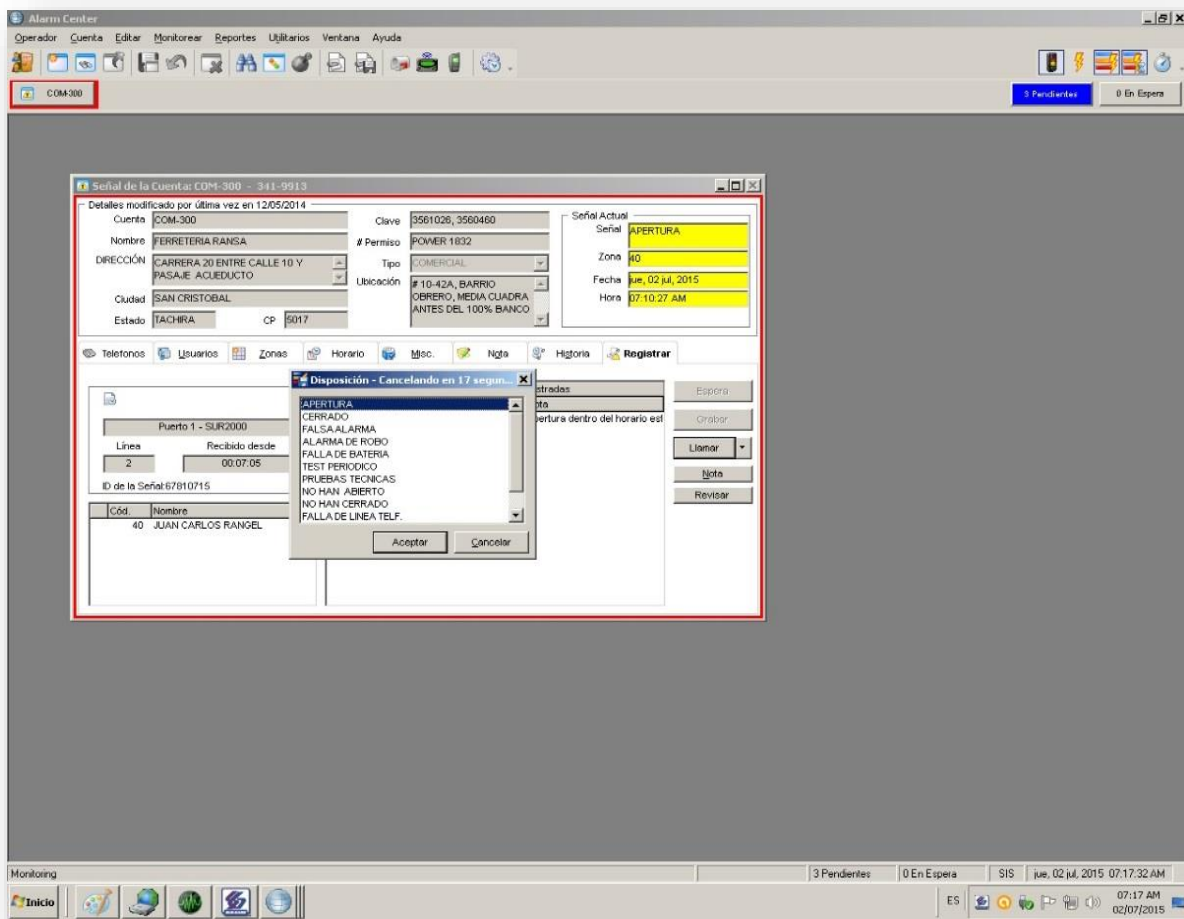 Alarm Center
Operador Cuenta Editar Monitorear Reportes Utilitarios Ventana Ayuda
COM-300
3 Pendientes
0 En Espera
Señal de la Cuenta: COM-300 - 341-9913
Detalles modificado por última vez en 12/05/2014
Cuenta COM-300
Clave 3561026, 3560460
Nombre FERRETERIA RANSA
# Permiso POWER 1832
DIRECCIÓN CARRERA 20 ENTRE CALLE 10 Y
PASAJE ACUEDUCTO
Tipo COMERCIAL
Ubicación # 10-42A, BARRIO
OBRERO, MEDIA CUADRA
ANTES DEL 100% BANCO
Ciudad SAN CRISTOBAL
Estado TACHIRA CP 5017
Señal Actual
Señal APERTURA
Zona 40
Fecha jue, 02 jul, 2015
Hora 07:10:27 AM
Telefonos Usuarios Zonas Horario Misc. Nota Historia Registrar
Puerto 1 - SUR2000
Línea Recibido desde
2 00:07:05
ID de la Señal:67810715
Cód. Nombre
40 JUAN CARLOS RANGEL
Disposición - Cancelando en 17 segun...
APERTURA
CERRADO
FALSA ALARMA
ALARMA DE ROBO
FALLA DE BATERIA
TEST PERIODICO
PRUEBAS TECNICAS
NO HAN ABIERTO
NO HAN CERRADO
FALLA DE LINEA TELF.
Aceptar Cancelar
stradas
ota
pertura dentro del horario est
Espera
Grabar
Llamar
Nota
Revisar
Monitoring
3 Pendientes 0 En Espera SIS jue, 02 jul, 2015 07:17:32 AM
Inicio
ES
07:17 AM
02/07/2015